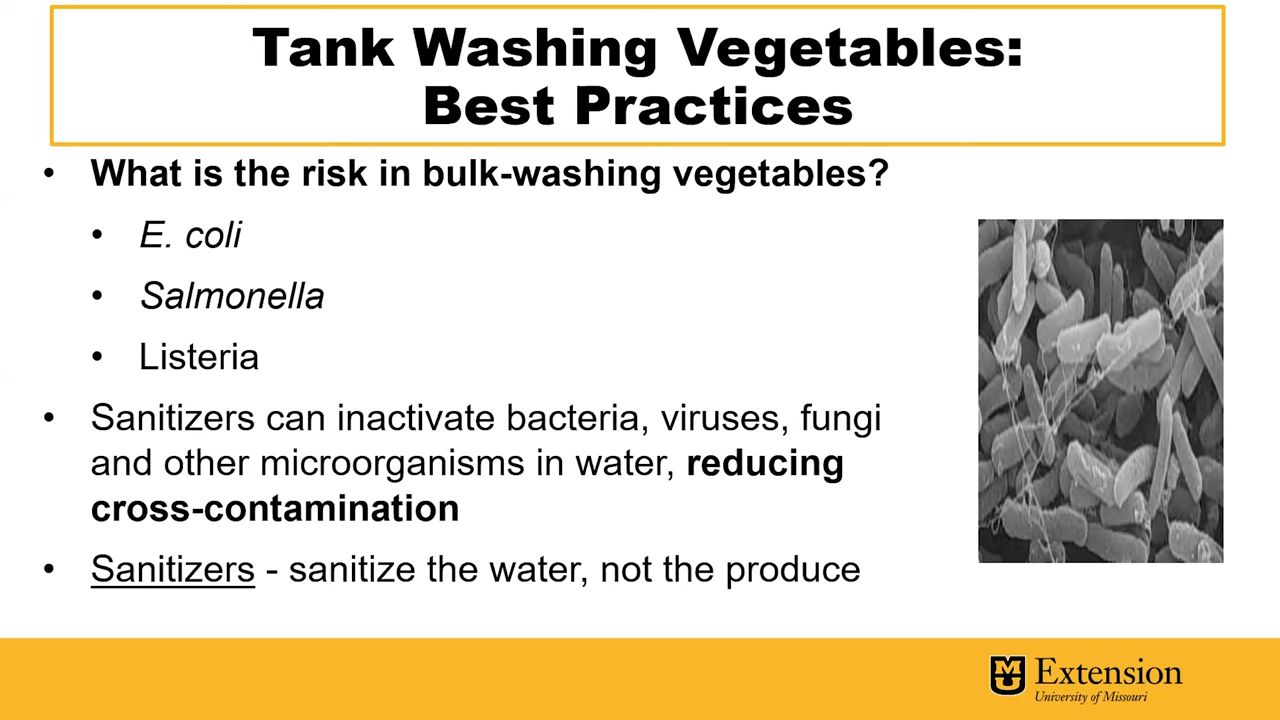 Tank Washing Vegetables:
Best Practices
• What is the risk in bulk-washing vegetables?
• E. coli
• Salmonella
• Listeria
• Sanitizers can inactivate bacteria, viruses, fungi
and other microorganisms in water, reducing
cross-contamination
• Sanitizers - sanitize the water, not the produce
Extension
University of Missouri